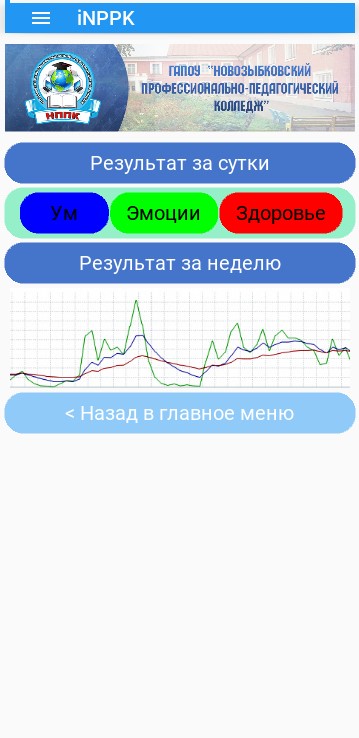 iNPPK
ГАПОУ "НОВОЗЫБКОВСКИЙ
ПРОФЕССИОНАЛЬНО-ПЕДАГОГИЧЕСКИЙ
КОЛЛЕДЖ"
НППК
Результат за сутки
Ум Эмоции Здоровье
Результат за неделю
< Назад в главное меню